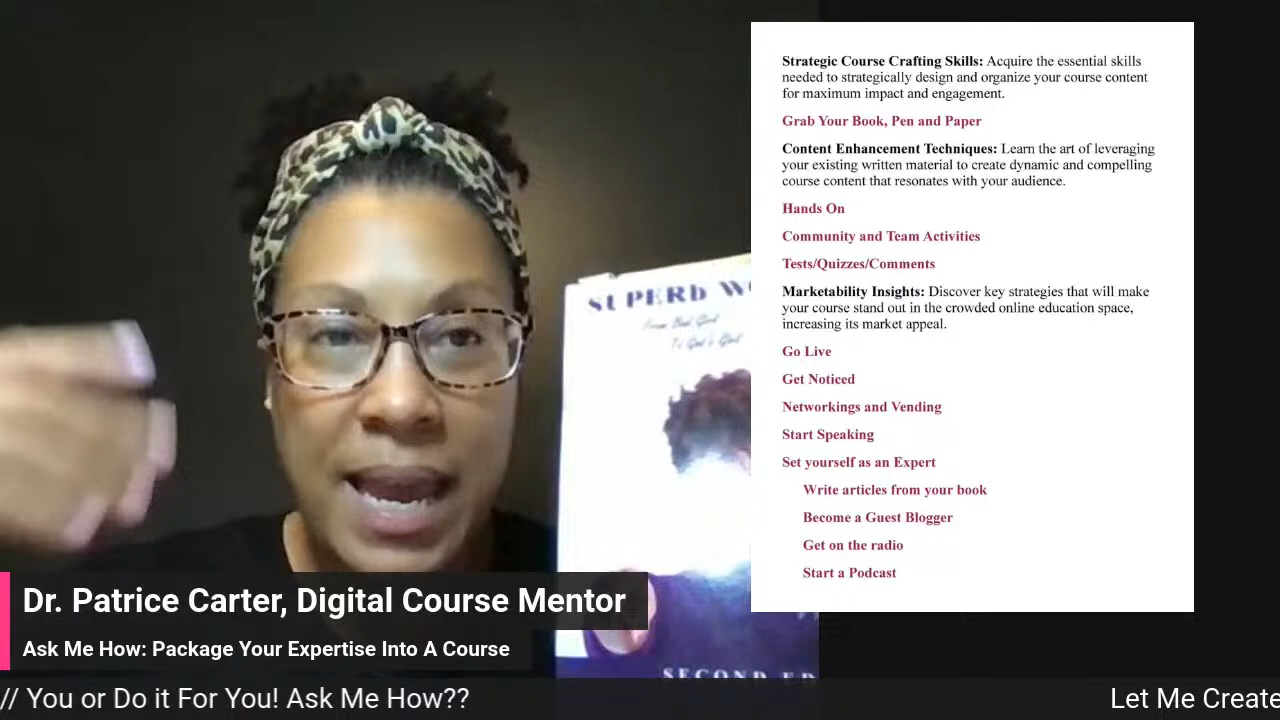 Strategic Course Crafting Skills: Acquire the essential skills
needed to strategically design and organize your course content
for maximum impact and engagement.
Grab Your Book, Pen and Paper
Content Enhancement Techniques: Learn the art of leveraging
your existing written material to create dynamic and compelling
course content that resonates with your audience.
Hands On
Community and Team Activities
Tests/Quizzes/Comments
Marketability Insights: Discover key strategies that will make
your course stand out in the crowded online education space,
increasing its market appeal.
Go Live
Get Noticed
Networkings and Vending
Start Speaking
Set yourself as an Expert
Write articles from your book
Become a Guest Blogger
Get on the radio
Start a Podcast
SUPERb
SECOND
Dr. Patrice Carter, Digital Course Mentor
Ask Me How: Package Your Expertise Into A Course
// You or Do it For You! Ask Me How??
Let Me Create